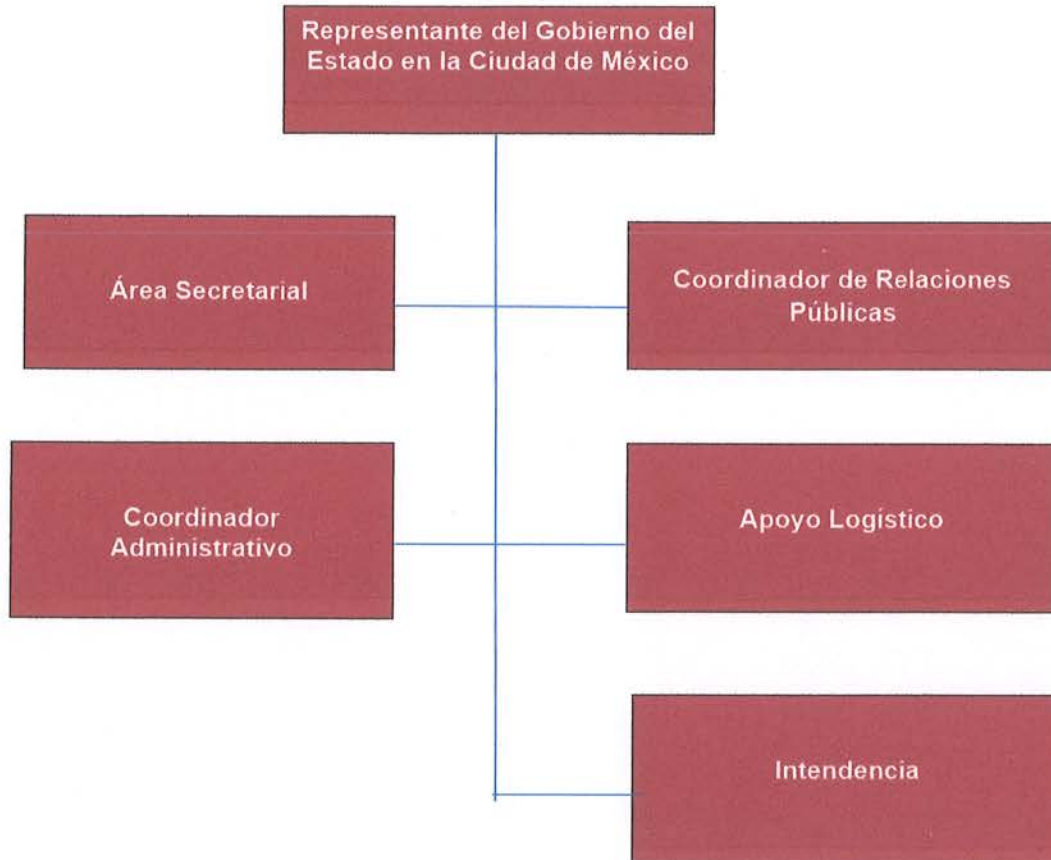 Representante del Gobierno del
Estado en la Ciudad de México
Área Secretarial
Coordinador de Relaciones
Públicas
Coordinador
Administrativo
Apoyo Logístico
Intendencia